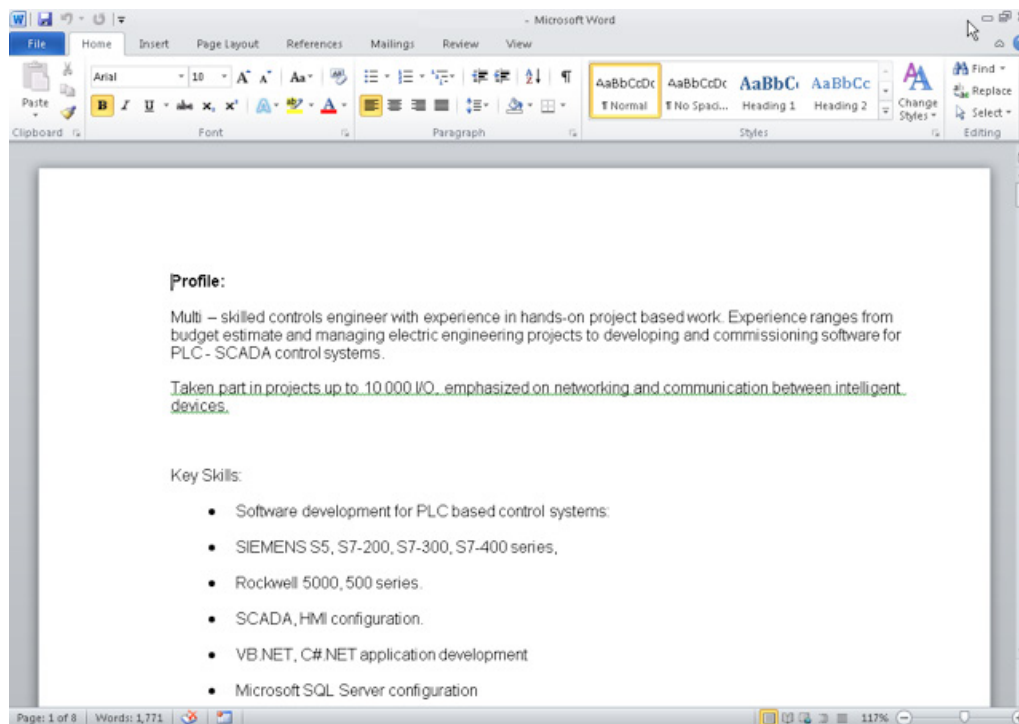 - Microsoft Word
File Home Insert Page Layout References Mailings Review View
Paste
Arial 10
B I U abc x₂ x²
AaBbCcDc AaBbCcDc AaBbC AaBbCc
¶ Normal ¶ No Spaci... Heading 1 Heading 2
Change Styles
Find
Replace
Select
Clipboard Font Paragraph Styles Editing
Profile:
Multi – skilled controls engineer with experience in hands-on project based work. Experience ranges from
budget estimate and managing electric engineering projects to developing and commissioning software for
PLC - SCADA control systems.
Taken part in projects up to 10 000 I/O, emphasized on networking and communication between intelligent
devices.
Key Skills:
• Software development for PLC based control systems:
• SIEMENS S5, S7-200, S7-300, S7-400 series,
• Rockwell 5000, 500 series.
• SCADA, HMI configuration.
• VB.NET, C#.NET application development
• Microsoft SQL Server configuration
Page: 1 of 8 Words: 1,771 117%